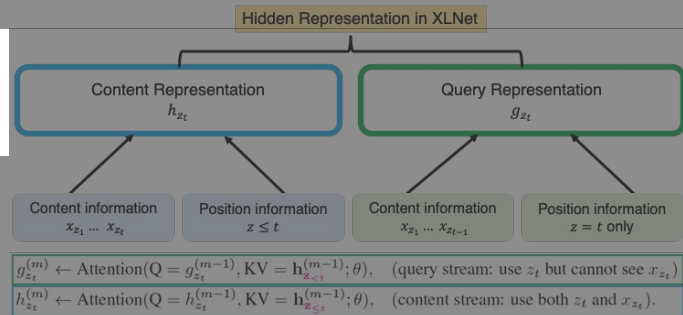 Hidden Representation in XLNet
Content Representation
h_{z_t}
Query Representation
g_{z_t}
Content information
x_{z_1} ... x_{z_t}
Position information
z ≤ t
Content information
x_{z_1} ... x_{z_{t-1}}
Position information
z = t only
g_{z_t}^{(m)} ← Attention(Q = g_{z_t}^{(m-1)}, KV = h_{z_{<t}}^{(m-1)}; θ), (query stream: use z_t but cannot see x_{z_t})
h_{z_t}^{(m)} ← Attention(Q = h_{z_t}^{(m-1)}, KV = h_{z_{≤t}}^{(m-1)}; θ), (content stream: use both z_t and x_{z_t}).